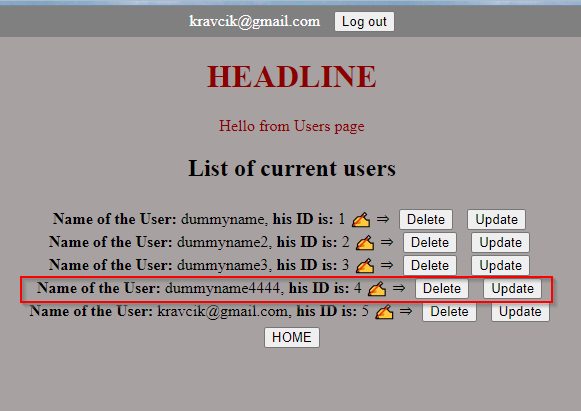 kravcik@gmail.com Log out
HEADLINE
Hello from Users page
List of current users
Name of the User: dummyname, his ID is: 1 ✍ ⇒ Delete Update
Name of the User: dummyname2, his ID is: 2 ✍ ⇒ Delete Update
Name of the User: dummyname3, his ID is: 3 ✍ ⇒ Delete Update
Name of the User: dummyname4444, his ID is: 4 ✍ ⇒ Delete Update
Name of the User: kravcik@gmail.com, his ID is: 5 ✍ ⇒ Delete Update
HOME